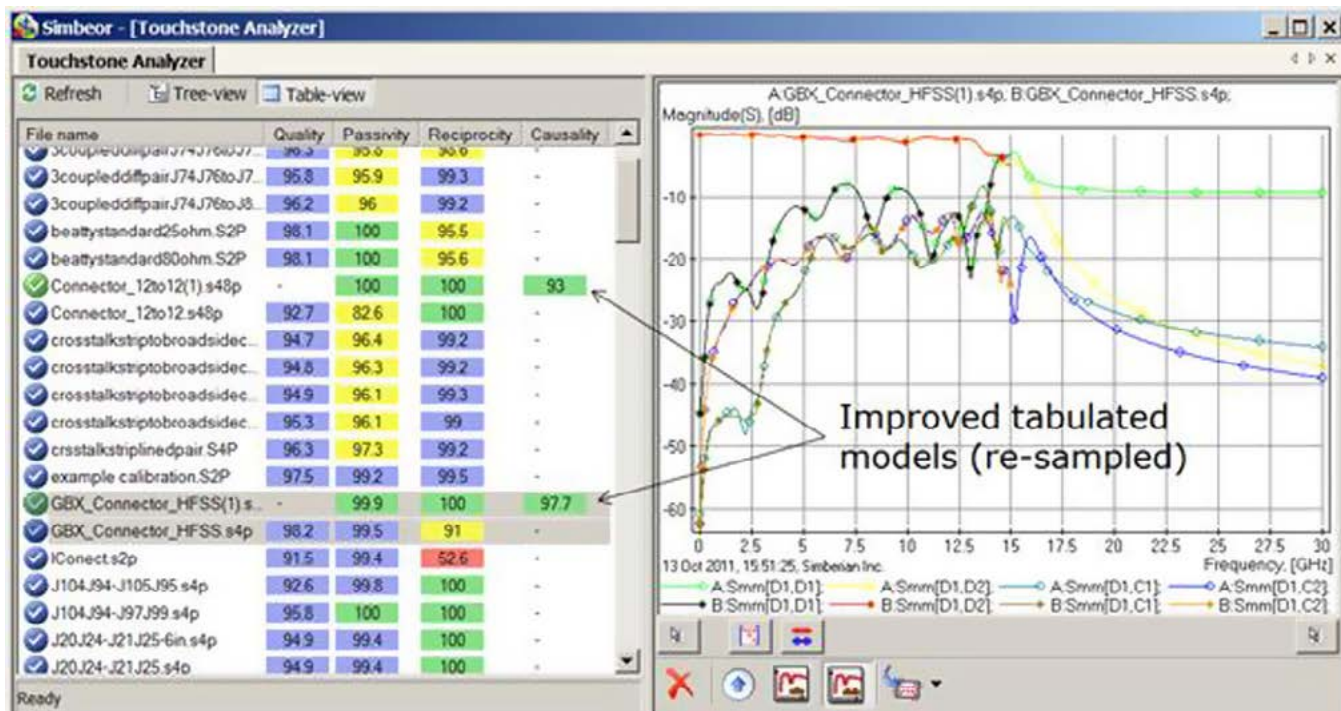 Simbeor - [Touchstone Analyzer]
Touchstone Analyzer
Refresh Tree-view Table-view
File name Quality Passivity Reciprocity Causality
3coupleddiffpairJ74J76toJ7... 96.3 95.8 98.6 -
3coupleddiffpairJ74J76toJ7... 95.8 95.9 99.3 -
3coupleddiffpairJ74J76toJ8... 96.2 96 99.2 -
beattystandard25ohm.S2P 98.1 100 95.5 -
beattystandard80ohm.S2P 98.1 100 95.6 -
Connector_12to12(1).s48p - 100 100 93
Connector_12to12.s48p 92.7 82.6 100 -
crosstalkstriptobroadsidec... 94.7 96.4 99.2 -
crosstalkstriptobroadsidec... 94.8 96.3 99.2 -
crosstalkstriptobroadsidec... 94.9 96.1 99.3 -
crosstalkstriptobroadsidec... 95.3 96.1 99 -
crsstalkstriplinedpair.S4P 96.3 97.3 99.2 -
example calibration.S2P 97.5 99.2 99.5 -
GBX_Connector_HFSS(1).s... - 99.9 100 97.7
GBX_Connector_HFSS.s4p 98.2 99.5 91 -
IConect.s2p 91.5 99.4 52.6 -
J104J94-J105J95.s4p 92.6 99.8 100 -
J104J94-J97J99.s4p 95.8 100 100 -
J20J24-J21J25-6in.s4p 94.9 99.4 100 -
J20J24-J21J25.s4p 94.9 99.4 100 -
Ready
A:GBX_Connector_HFSS(1).s4p, B:GBX_Connector_HFSS.s4p;
Magnitude(S), [dB]
-10
-20
-30
-40
-50
-60
Improved tabulated
models (re-sampled)
0 2.5 5 7.5 10 12.5 15 17.5 20 22.5 25 27.5 30
13 Oct 2011, 15:51:25, Simberian Inc. Frequency, [GHz]
A:Smm[D1,D1]; A:Smm[D1,D2]; A:Smm[D1,C1]; A:Smm[D1,C2];
B:Smm[D1,D1]; B:Smm[D1,D2]; B:Smm[D1,C1]; B:Smm[D1,C2];